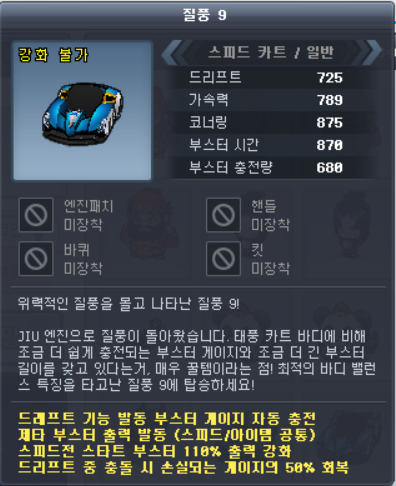 질풍 9
강화 불가
스피드 카트 / 일반
드리프트 725
가속력 789
코너링 875
부스터 시간 870
부스터 충전량 680
엔진패치
미장착
핸들
미장착
바퀴
미장착
킷
미장착
위력적인 질풍을 몰고 나타난 질풍 9!
JIU 엔진으로 질풍이 돌아왔습니다. 태풍 카트 바디에 비해
조금 더 쉽게 충전되는 부스터 게이지와 조금 더 긴 부스터
길이를 갖고 있다는거, 매우 꿀템이라는 점! 최적의 바디 밸런
스 특징을 타고난 질풍 9에 탑승하세요!
드래프트 기능 발동 부스터 게이지 자동 충전
제타 부스터 출력 발동 (스피드/아이템 공통)
스피드전 스타트 부스터 110% 출력 강화
드리프트 중 충돌 시 손실되는 게이지의 50% 회복